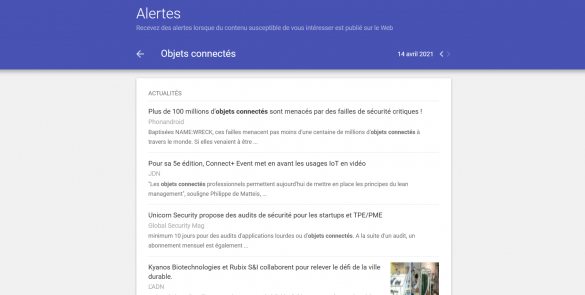 Alertes
Recevez des alertes lorsque du contenu susceptible de vous intéresser est publié sur le Web
Objets connectés
14 avril 2021
ACTUALITÉS
Plus de 100 millions d'objets connectés sont menacés par des failles de sécurité critiques !
Phonandroid
Baptisées NAME:WRECK, ces failles menacent pas moins d'une centaine de millions d'objets connectés à
travers le monde. Si elles venaient à être ...
Pour sa 5e édition, Connect+ Event met en avant les usages IoT en vidéo
JDN
"Les objets connectés professionnels permettent aujourd'hui de mettre en place les principes du lean
management", souligne Philippe de Matteis, ...
Unicorn Security propose des audits de sécurité pour les startups et TPE/PME
Global Security Mag
minimum 10 jours pour des audits d'applications lourdes ou d'objets connectés. A la suite d'un audit, un
abonnement mensuel est également ...
Kyanos Biotechnologies et Rubix S&I collaborent pour relever le défi de la ville
durable.
L'ADN